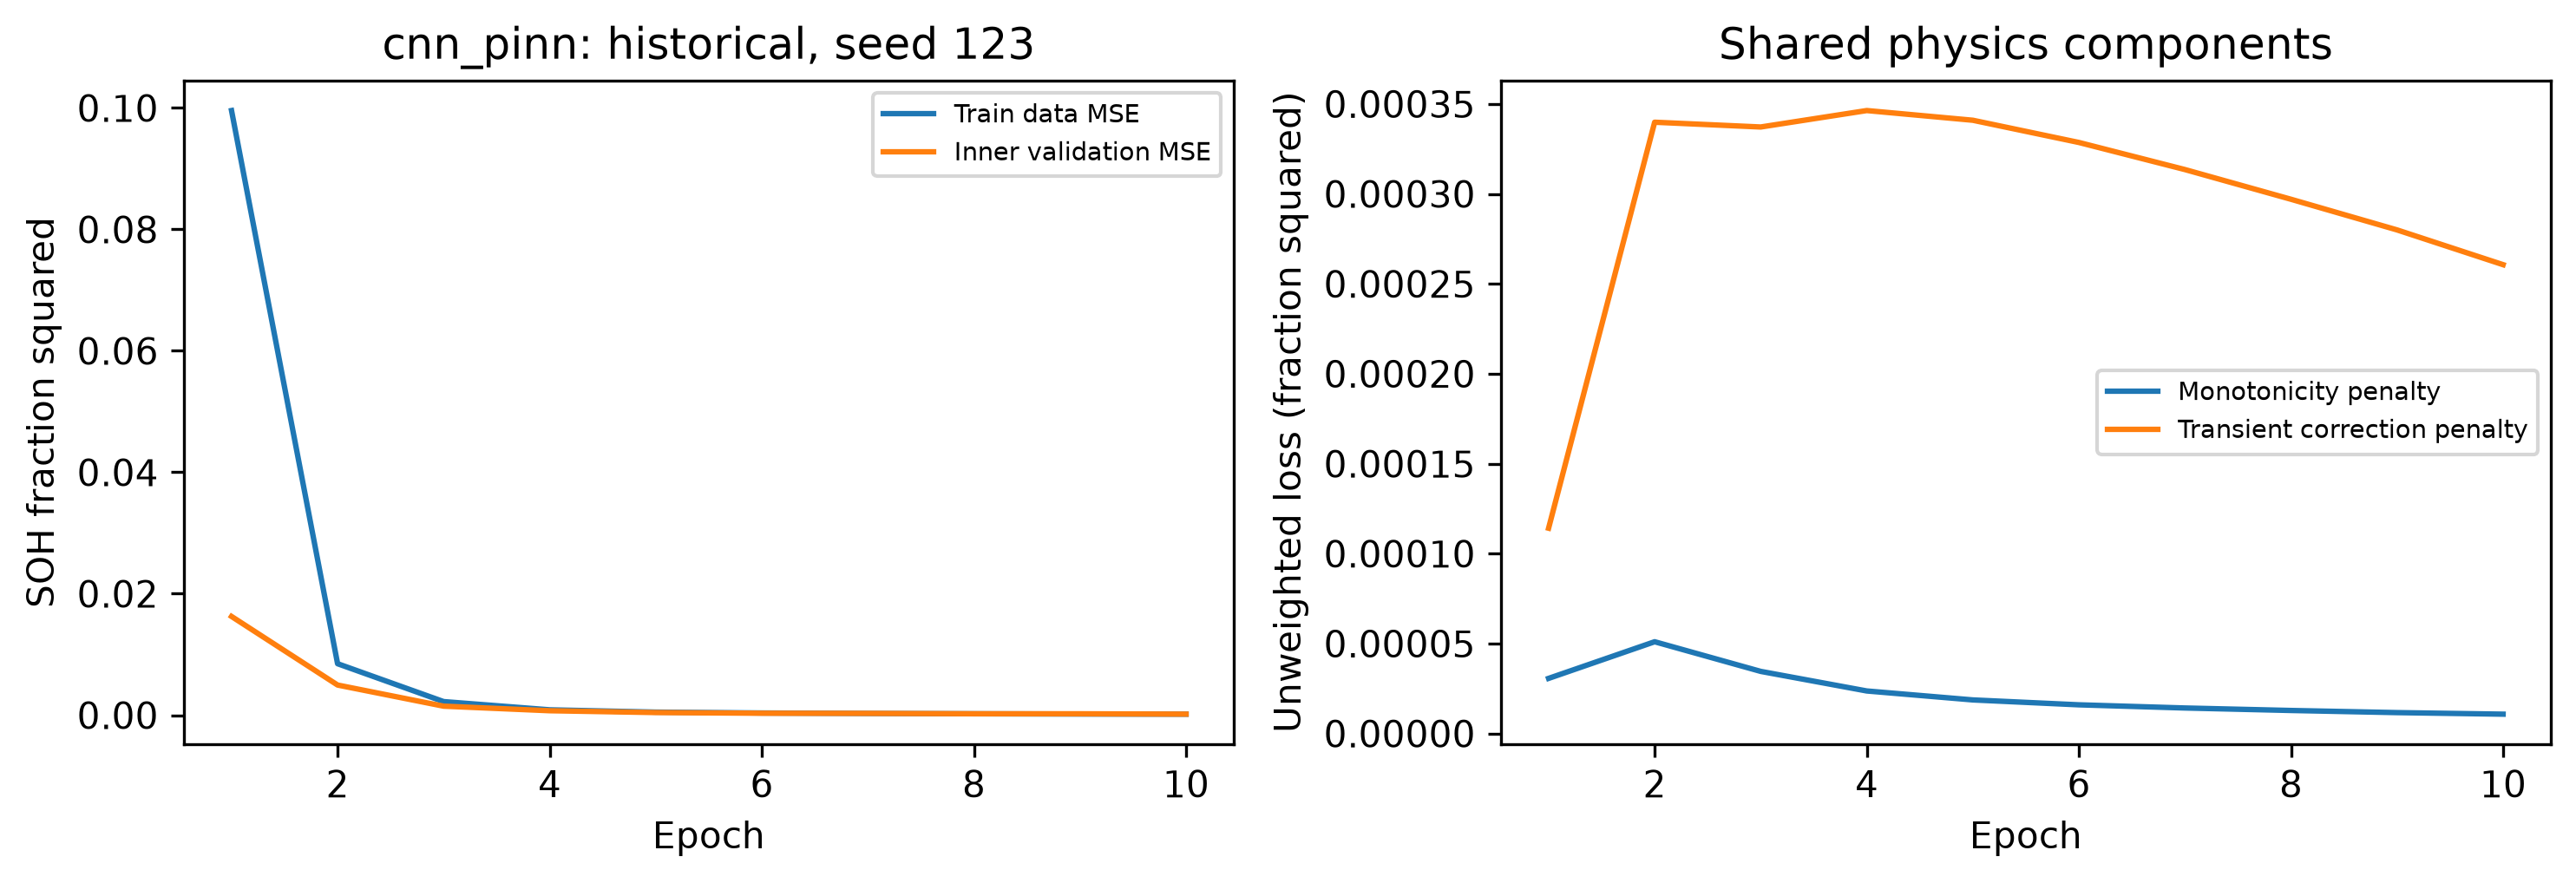 cnn_pinn: historical, seed 123
SOH fraction squared
0.10
0.08
0.06
0.04
0.02
0.00
Train data MSE
Inner validation MSE
2 4 6 8 10
Epoch
Shared physics components
Unweighted loss (fraction squared)
0.00035
0.00030
0.00025
0.00020
0.00015
0.00010
0.00005
0.00000
Monotonicity penalty
Transient correction penalty
2 4 6 8 10
Epoch